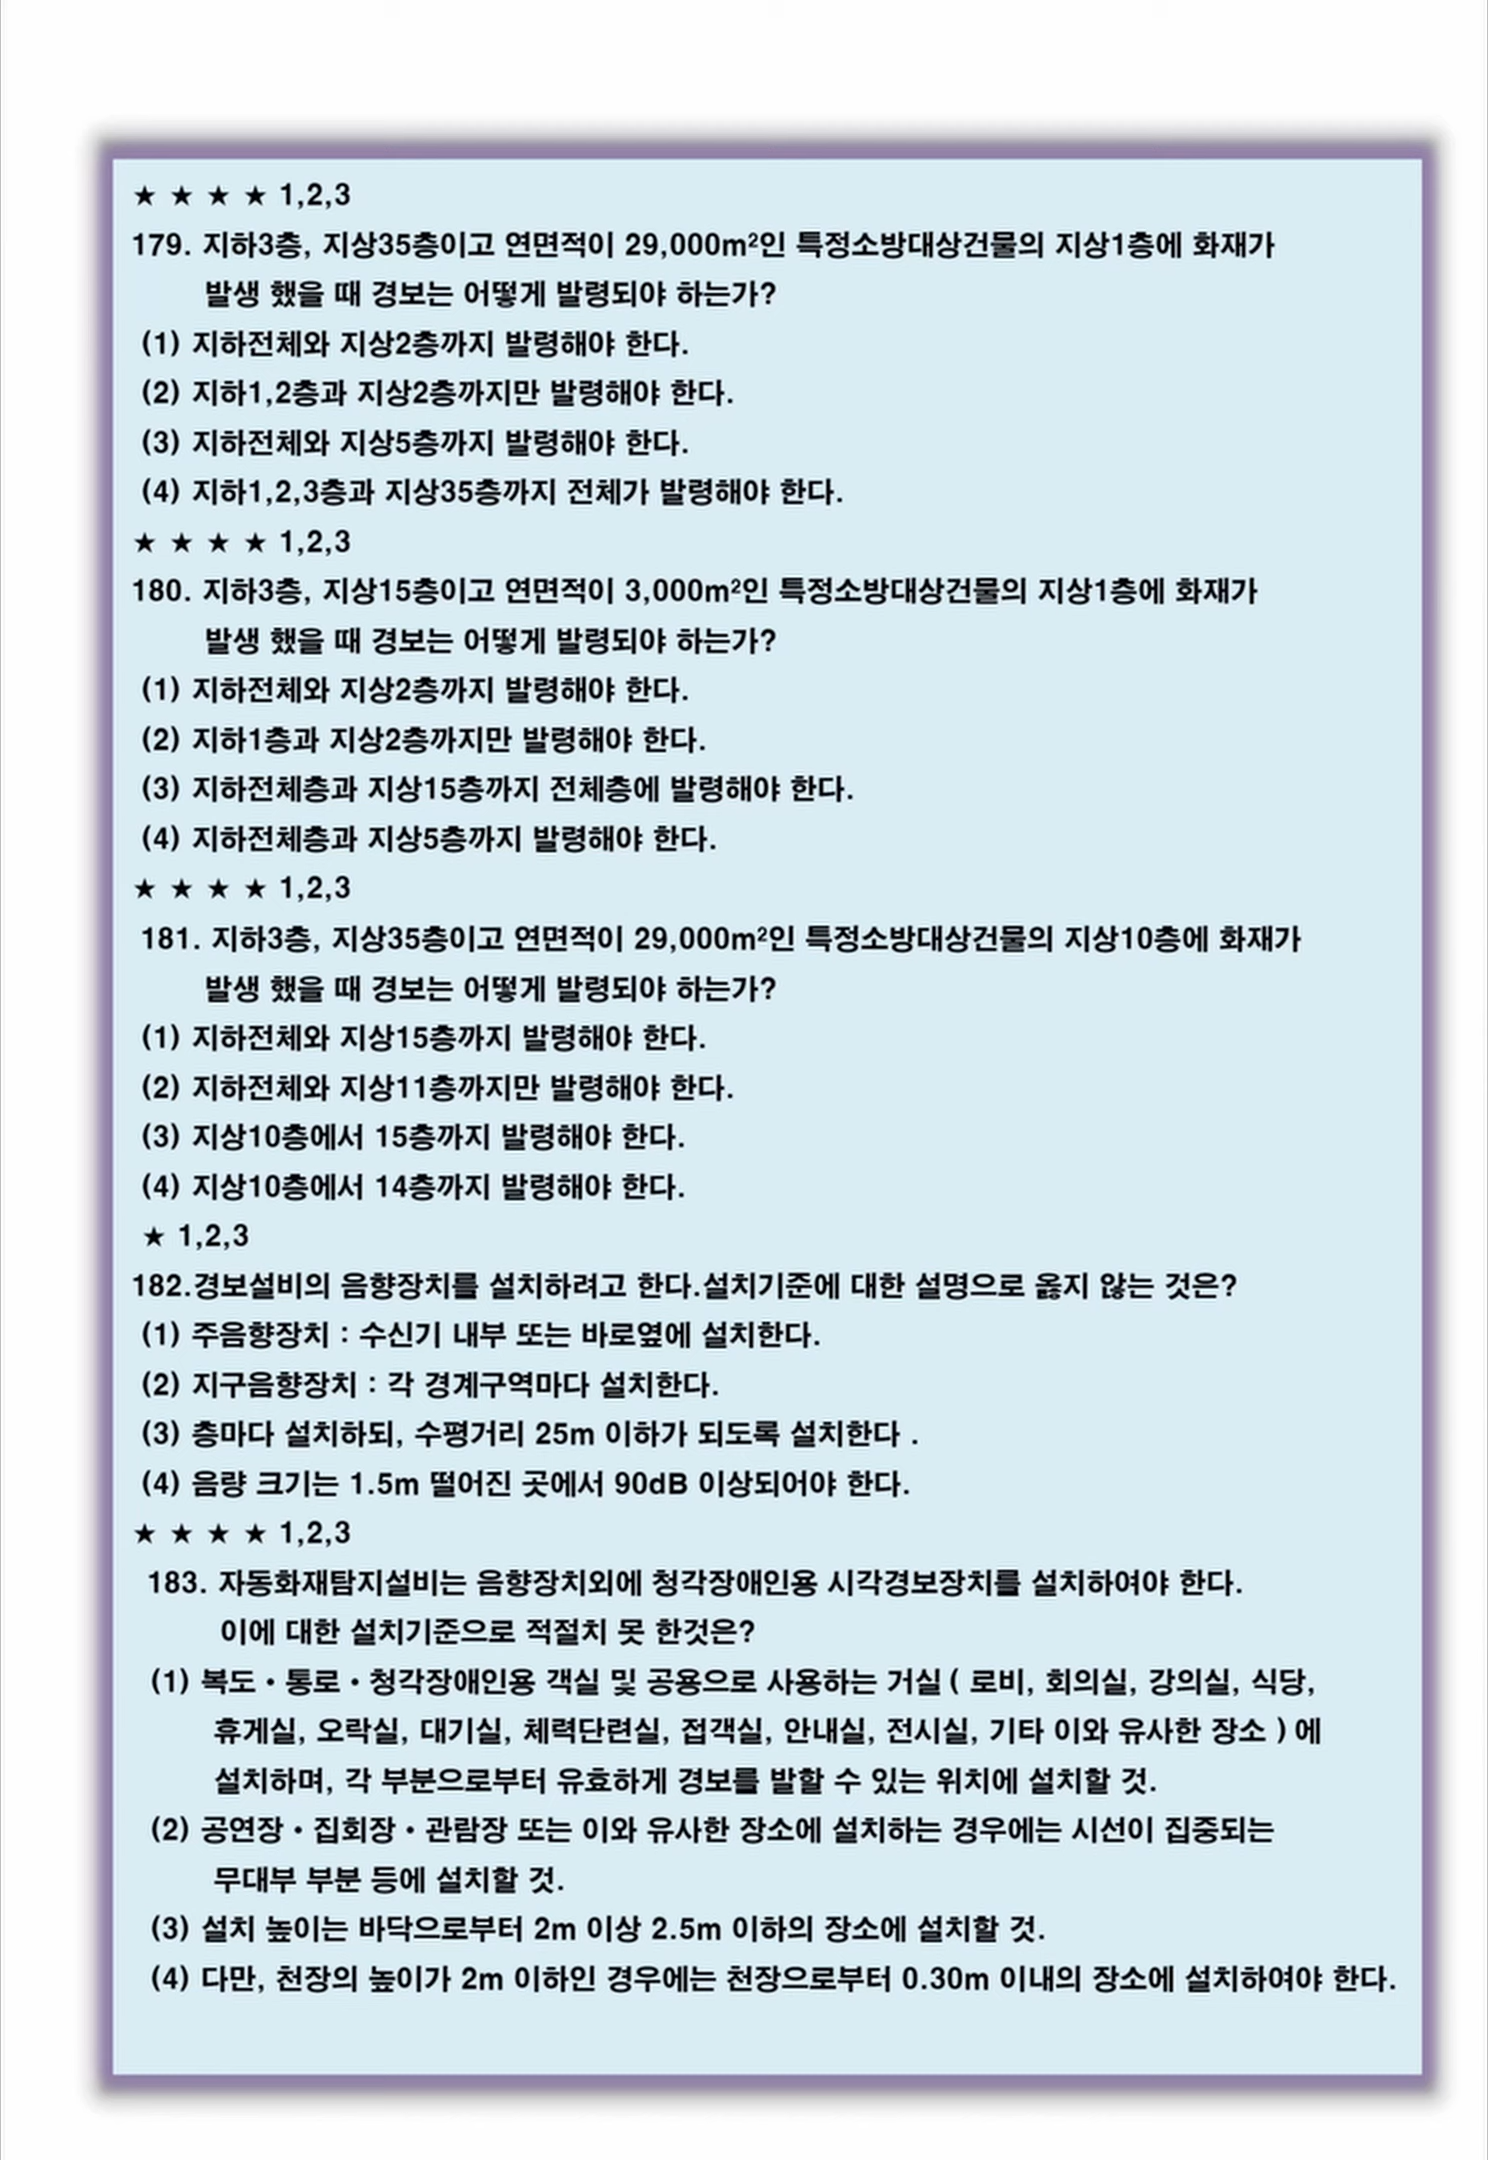 ★ ★ ★ ★ 1,2,3
179. 지하3층, 지상35층이고 연면적이 29,000m²인 특정소방대상건물의 지상1층에 화재가
발생 했을 때 경보는 어떻게 발령되야 하는가?
(1) 지하전체와 지상2층까지 발령해야 한다.
(2) 지하1,2층과 지상2층까지만 발령해야 한다.
(3) 지하전체와 지상5층까지 발령해야 한다.
(4) 지하1,2,3층과 지상35층까지 전체가 발령해야 한다.
★ ★ ★ ★ 1,2,3
180. 지하3층, 지상15층이고 연면적이 3,000m²인 특정소방대상건물의 지상1층에 화재가
발생 했을 때 경보는 어떻게 발령되야 하는가?
(1) 지하전체와 지상2층까지 발령해야 한다.
(2) 지하1층과 지상2층까지만 발령해야 한다.
(3) 지하전체층과 지상15층까지 전체층에 발령해야 한다.
(4) 지하전체층과 지상5층까지 발령해야 한다.
★ ★ ★ ★ 1,2,3
181. 지하3층, 지상35층이고 연면적이 29,000m²인 특정소방대상건물의 지상10층에 화재가
발생 했을 때 경보는 어떻게 발령되야 하는가?
(1) 지하전체와 지상15층까지 발령해야 한다.
(2) 지하전체와 지상11층까지만 발령해야 한다.
(3) 지상10층에서 15층까지 발령해야 한다.
(4) 지상10층에서 14층까지 발령해야 한다.
★ 1,2,3
182.경보설비의 음향장치를 설치하려고 한다.설치기준에 대한 설명으로 옳지 않는 것은?
(1) 주음향장치 : 수신기 내부 또는 바로옆에 설치한다.
(2) 지구음향장치 : 각 경계구역마다 설치한다.
(3) 층마다 설치하되, 수평거리 25m 이하가 되도록 설치한다 .
(4) 음량 크기는 1.5m 떨어진 곳에서 90dB 이상되어야 한다.
★ ★ ★ ★ 1,2,3
183. 자동화재탐지설비는 음향장치외에 청각장애인용 시각경보장치를 설치하여야 한다.
이에 대한 설치기준으로 적절치 못 한것은?
(1) 복도・통로・청각장애인용 객실 및 공용으로 사용하는 거실 ( 로비, 회의실, 강의실, 식당,
휴게실, 오락실, 대기실, 체력단련실, 접객실, 안내실, 전시실, 기타 이와 유사한 장소 ) 에
설치하며, 각 부분으로부터 유효하게 경보를 발할 수 있는 위치에 설치할 것.
(2) 공연장・집회장・관람장 또는 이와 유사한 장소에 설치하는 경우에는 시선이 집중되는
무대부 부분 등에 설치할 것.
(3) 설치 높이는 바닥으로부터 2m 이상 2.5m 이하의 장소에 설치할 것.
(4) 다만, 천장의 높이가 2m 이하인 경우에는 천장으로부터 0.30m 이내의 장소에 설치하여야 한다.